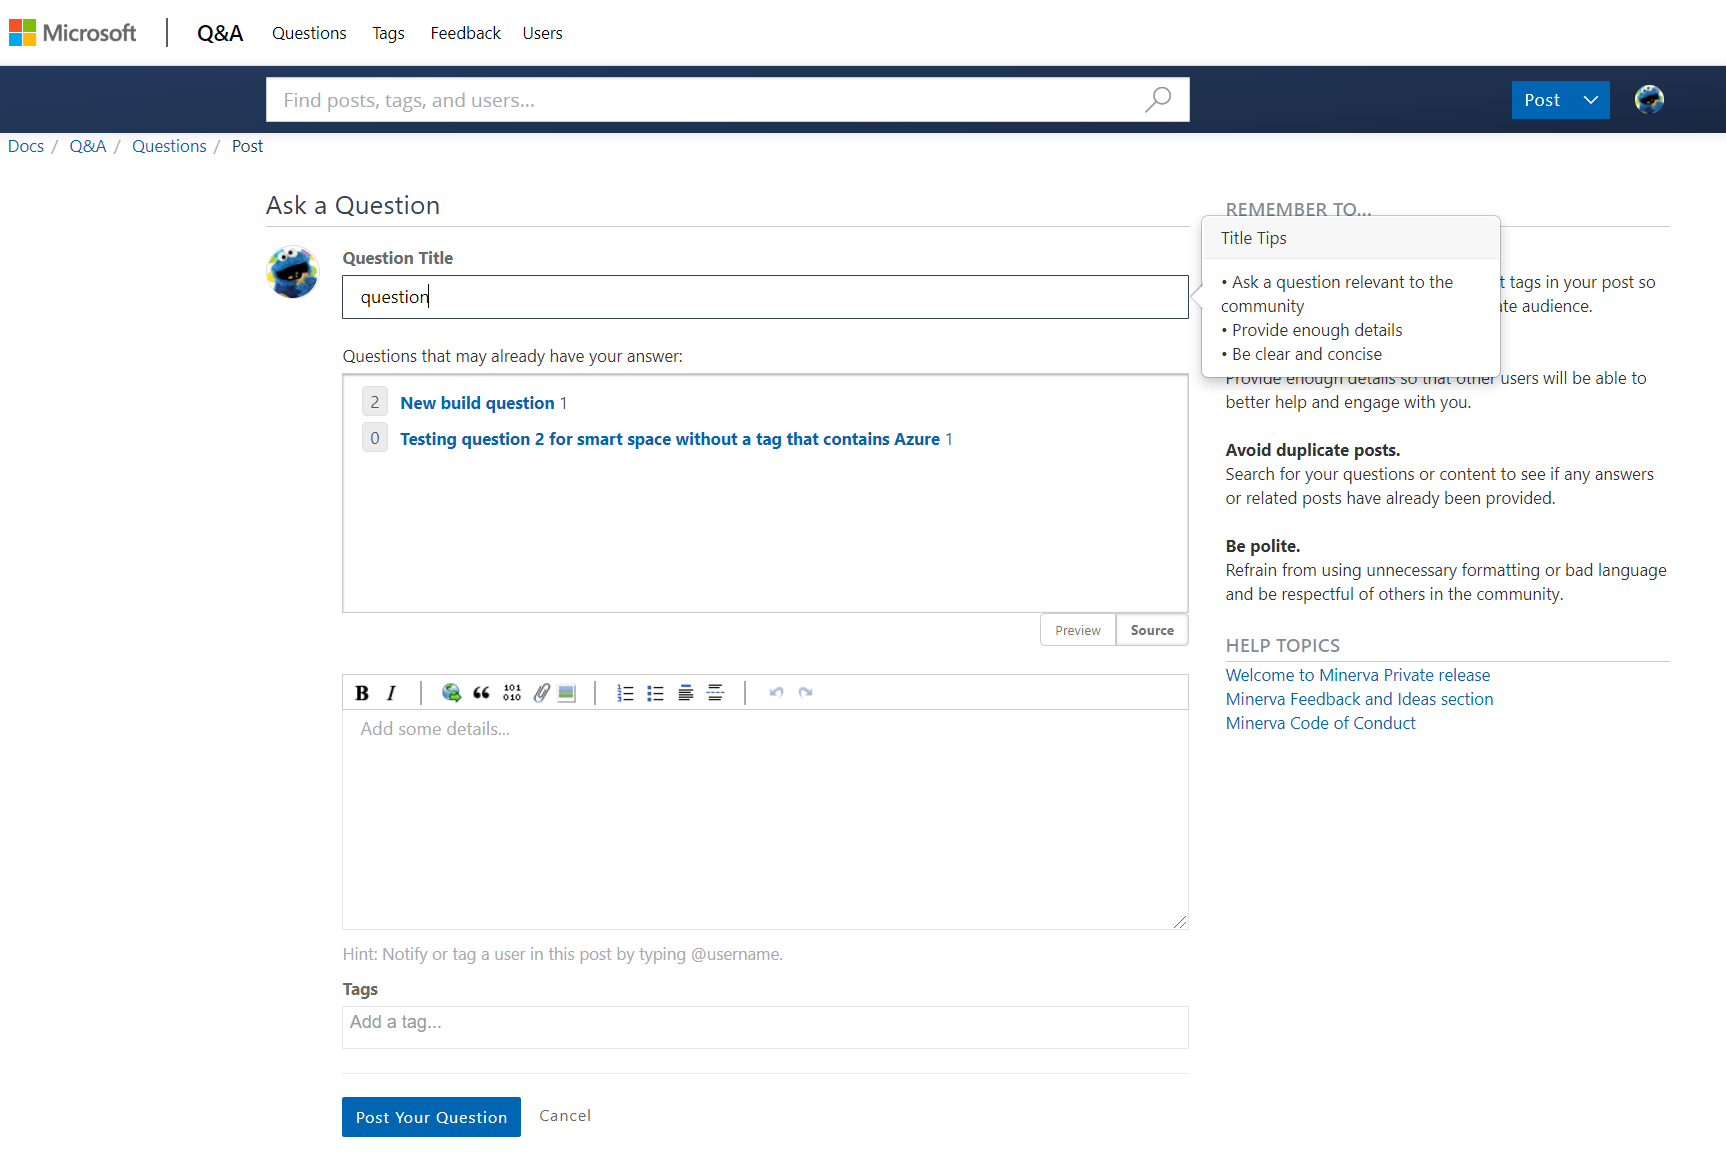 Microsoft Q&A Questions Tags Feedback Users
Find posts, tags, and users...
Post
Docs / Q&A / Questions / Post
Ask a Question
Question Title
question
Questions that may already have your answer:
2 New build question 1
0 Testing question 2 for smart space without a tag that contains Azure 1
Preview Source
B I 101 010
Add some details...
Hint: Notify or tag a user in this post by typing @username.
Tags
Add a tag...
Post Your Question Cancel
REMEMBER TO...
Title Tips
• Ask a question relevant to the
community
• Provide enough details
• Be clear and concise
t tags in your post so
te audience.
Provide enough details so that other users will be able to
better help and engage with you.
Avoid duplicate posts.
Search for your questions or content to see if any answers
or related posts have already been provided.
Be polite.
Refrain from using unnecessary formatting or bad language
and be respectful of others in the community.
HELP TOPICS
Welcome to Minerva Private release
Minerva Feedback and Ideas section
Minerva Code of Conduct